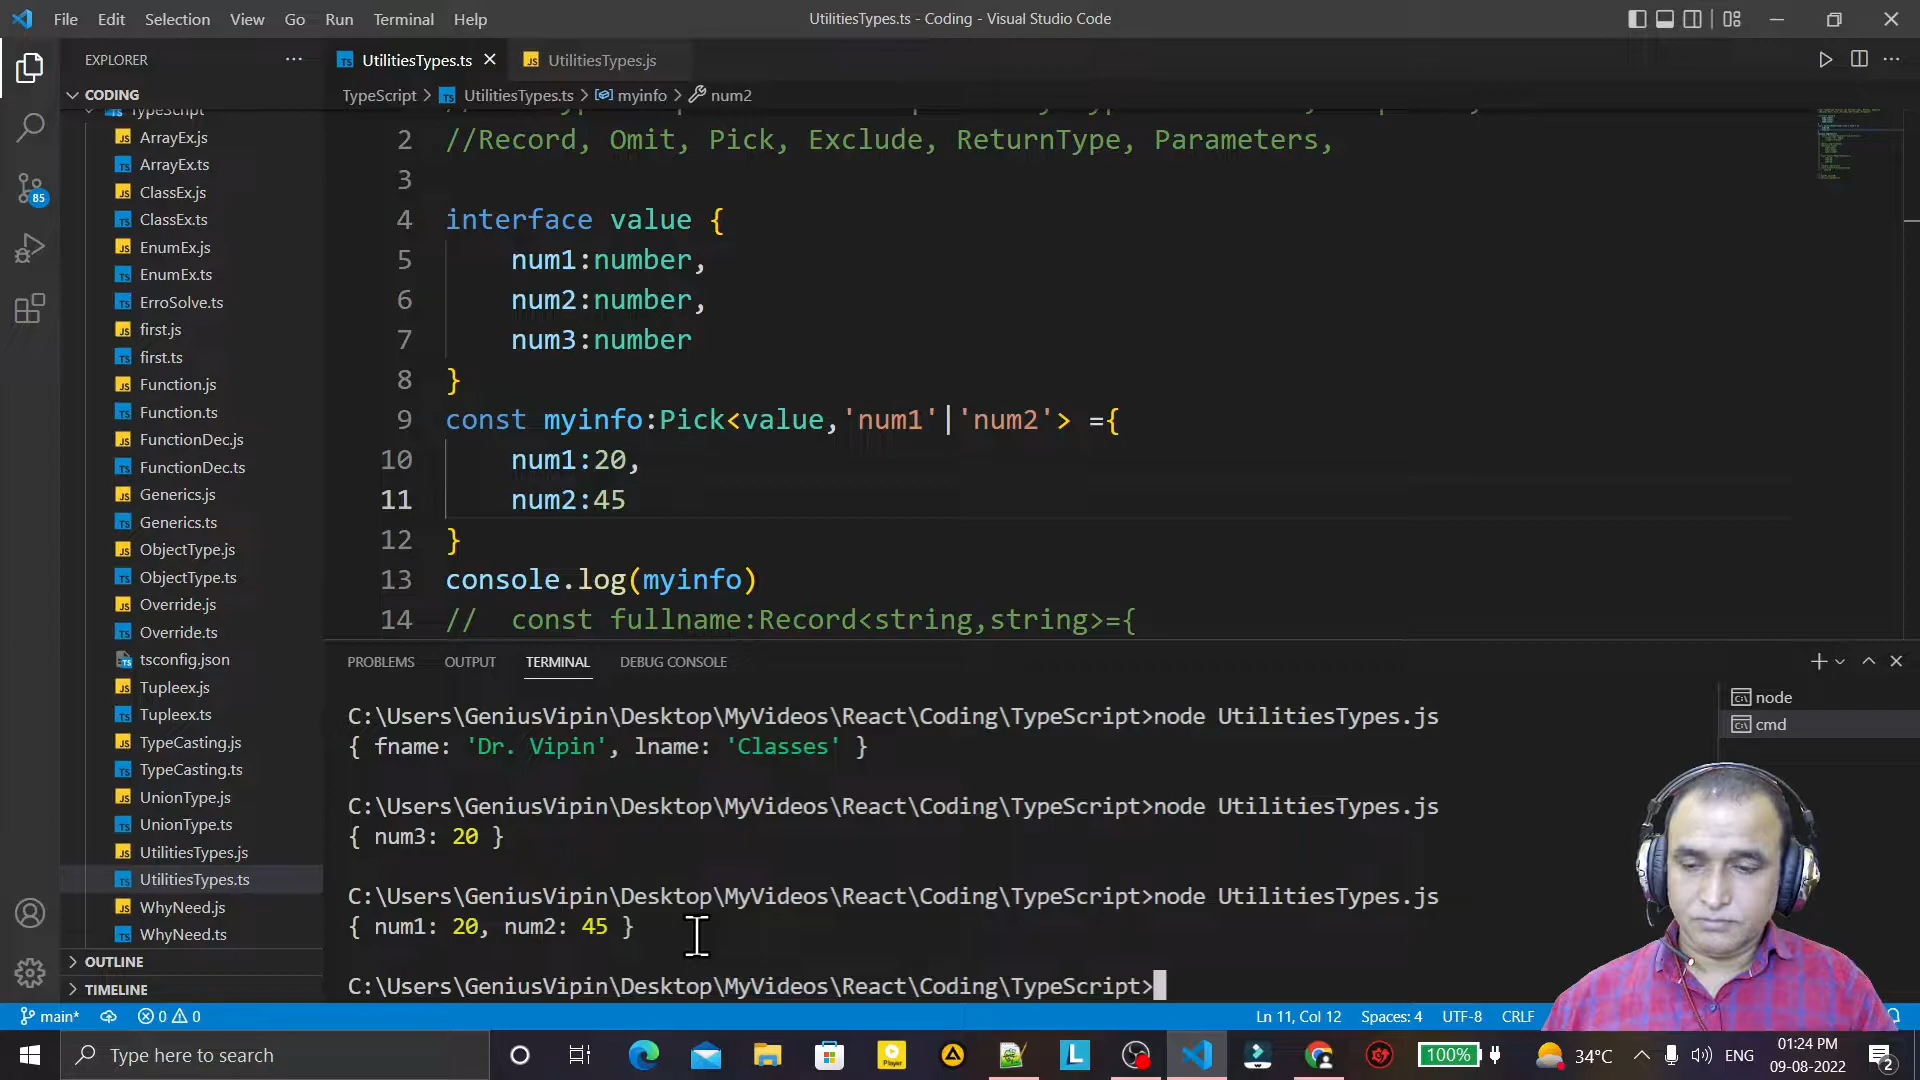 File Edit Selection View Go Run Terminal Help
UtilitiesTypes.ts - Coding - Visual Studio Code
EXPLORER
CODING
TypeScript
ArrayEx.js
ArrayEx.ts
ClassEx.js
ClassEx.ts
EnumEx.js
EnumEx.ts
ErroSolve.ts
first.js
first.ts
Function.js
Function.ts
FunctionDec.js
FunctionDec.ts
Generics.js
Generics.ts
ObjectType.js
ObjectType.ts
Override.js
Override.ts
tsconfig.json
Tupleex.js
Tupleex.ts
TypeCasting.js
TypeCasting.ts
UnionType.js
UnionType.ts
UtilitiesTypes.js
UtilitiesTypes.ts
WhyNeed.js
WhyNeed.ts
OUTLINE
TIMELINE
85
UtilitiesTypes.ts
UtilitiesTypes.js
TypeScript > UtilitiesTypes.ts > myinfo > num2
2 //Record, Omit, Pick, Exclude, ReturnType, Parameters,
3
4 interface value {
5 num1:number,
6 num2:number,
7 num3:number
8 }
9 const myinfo:Pick<value,'num1'|'num2'> ={
10 num1:20,
11 num2:45
12 }
13 console.log(myinfo)
14 // const fullname:Record<string,string>={
PROBLEMS OUTPUT TERMINAL DEBUG CONSOLE
C:\Users\GeniusVipin\Desktop\MyVideos\React\Coding\TypeScript>node UtilitiesTypes.js
{ fname: 'Dr. Vipin', lname: 'Classes' }
C:\Users\GeniusVipin\Desktop\MyVideos\React\Coding\TypeScript>node UtilitiesTypes.js
{ num3: 20 }
C:\Users\GeniusVipin\Desktop\MyVideos\React\Coding\TypeScript>node UtilitiesTypes.js
{ num1: 20, num2: 45 }
C:\Users\GeniusVipin\Desktop\MyVideos\React\Coding\TypeScript>
node
cmd
main* 0 0
Ln 11, Col 12 Spaces: 4 UTF-8 CRLF
Type here to search
100%
34°C
ENG
01:24 PM
09-08-2022
2